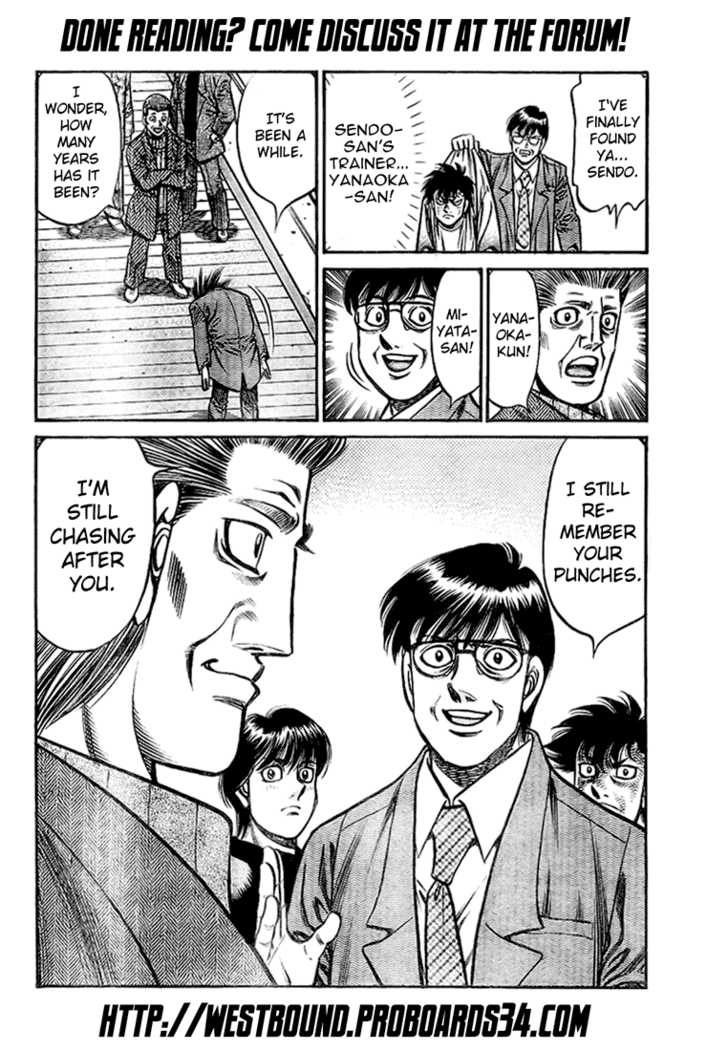 DONE READING? COME DISCUSS IT AT THE FORUM!
I'VE
FINALLY
FOUND
YA...
SENDO.
SENDO-
SAN'S
TRAINER...
YANAOKA
-SAN!
IT'S
BEEN A
WHILE.
I
WONDER,
HOW
MANY
YEARS
HAS IT
BEEN?
YANA-
OKA-
KUN!
MI-
YATA-
SAN!
I STILL
RE-
MEMBER
YOUR
PUNCHES.
I'M
STILL
CHASING
AFTER
YOU.
HTTP://WESTBOUND.PROBOARDS34.COM